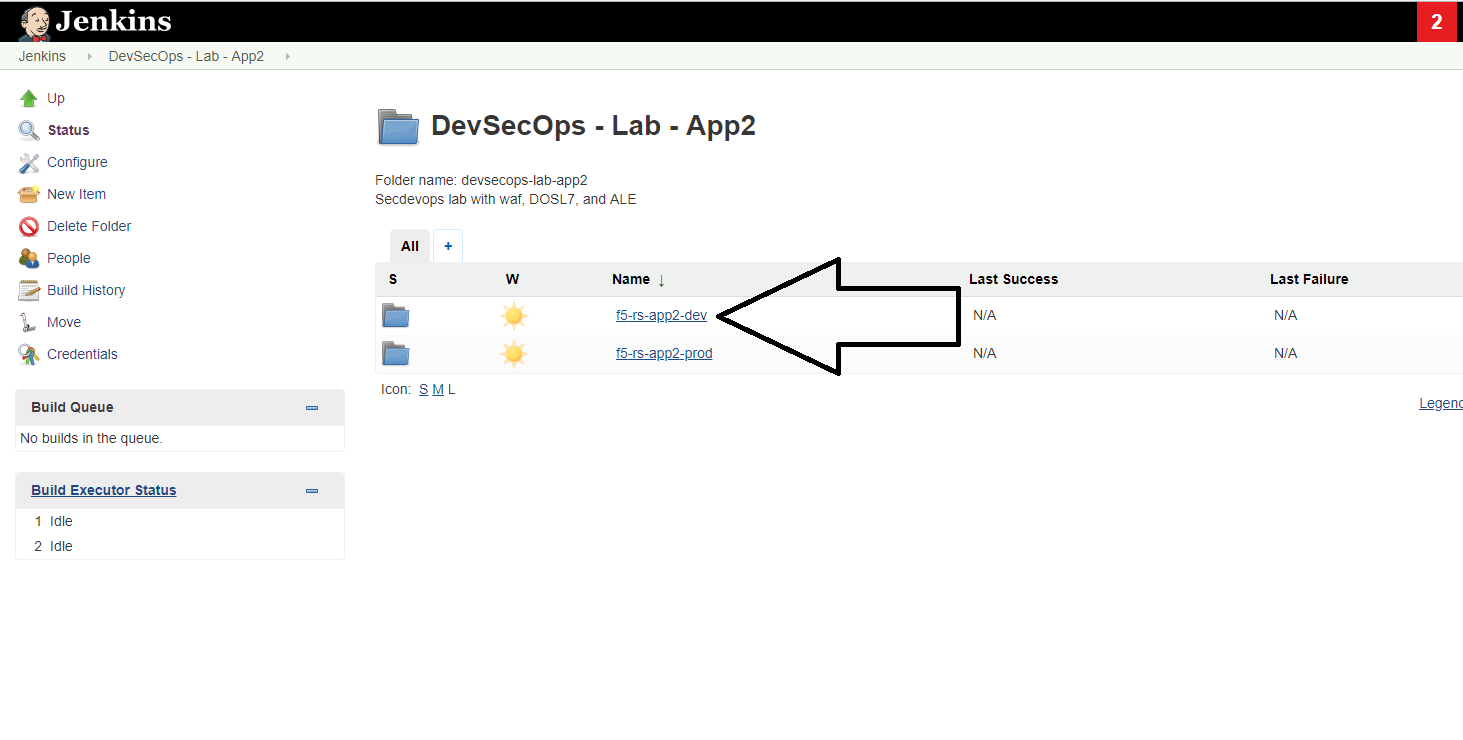 Jenkins
2
Jenkins DevSecOps - Lab - App2
Up
Status
Configure
New Item
Delete Folder
People
Build History
Move
Credentials
Build Queue
No builds in the queue.
Build Executor Status
1 Idle
2 Idle
DevSecOps - Lab - App2
Folder name: devsecops-lab-app2
Secdevops lab with waf, DOSL7, and ALE
All +
S W Name ↓ Last Success Last Failure
f5-rs-app2-dev N/A N/A
f5-rs-app2-prod N/A N/A
Icon: S M L
Legend